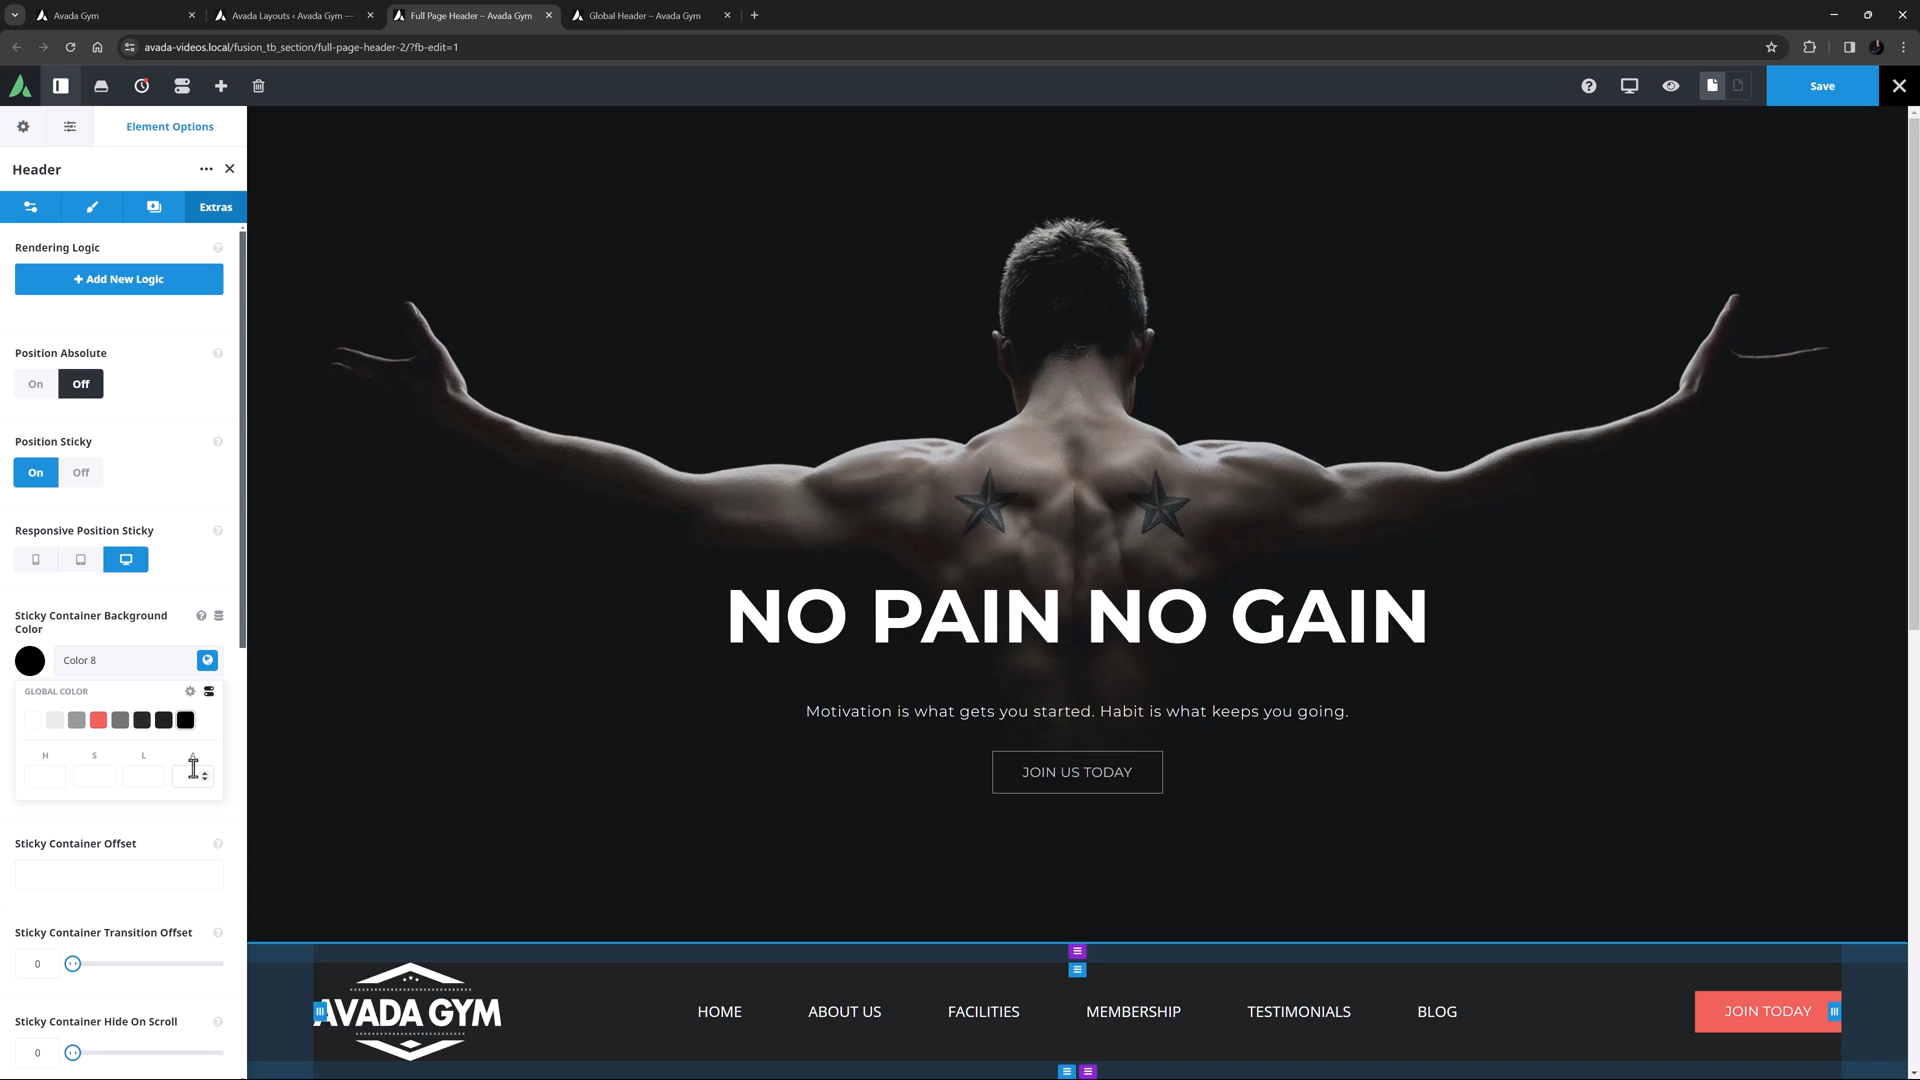 Avada Gym
Avada Layouts ‹ Avada Gym —
Full Page Header – Avada Gym
Global Header – Avada Gym
avada-videos.local/fusion_tb_section/full-page-header-2/?fb-edit=1
Save
Element Options
Header
Extras
Rendering Logic
+ Add New Logic
Position Absolute
On
Off
Position Sticky
On
Off
Responsive Position Sticky
Sticky Container Background
Color
Color 8
GLOBAL COLOR
H
S
L
A
Sticky Container Offset
Sticky Container Transition Offset
0
Sticky Container Hide On Scroll
0
NO PAIN NO GAIN
Motivation is what gets you started. Habit is what keeps you going.
JOIN US TODAY
AVADA GYM
HOME
ABOUT US
FACILITIES
MEMBERSHIP
TESTIMONIALS
BLOG
JOIN TODAY